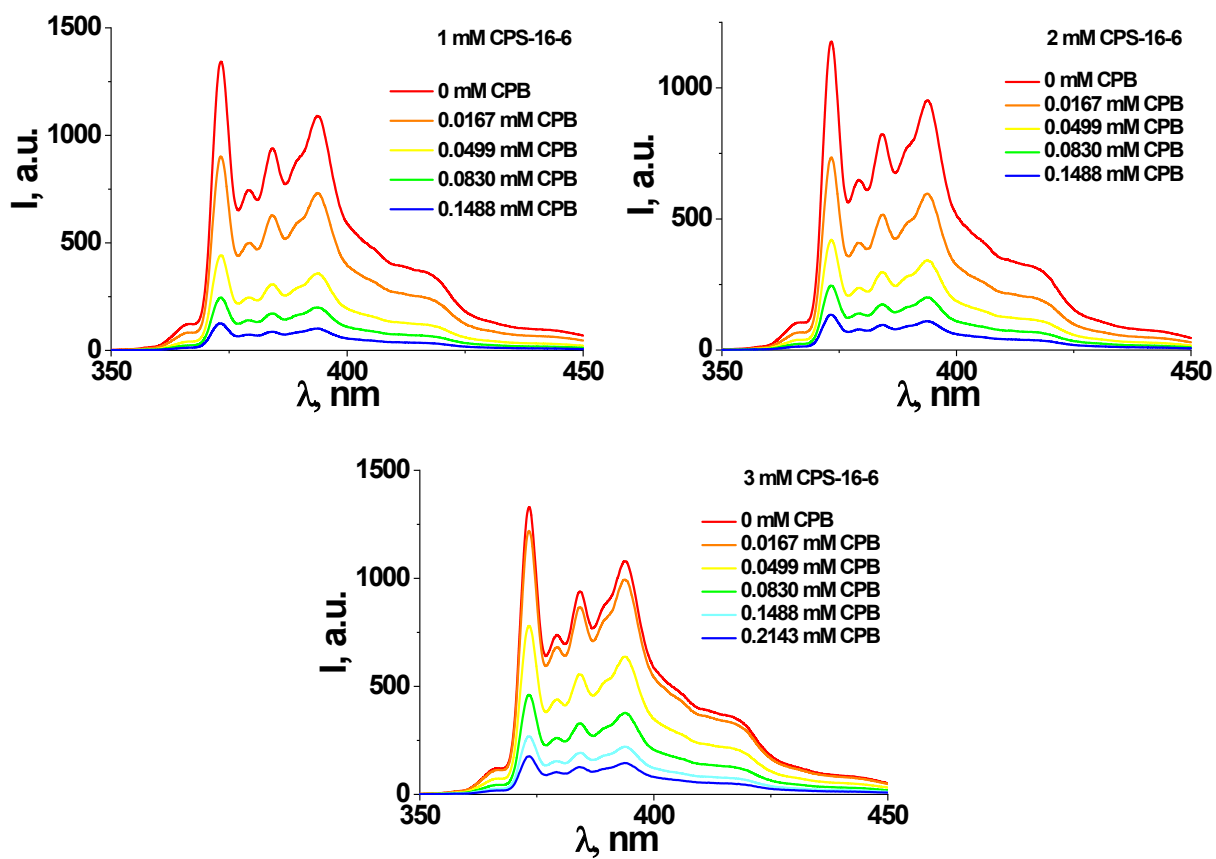 1 mM CPS-16-6
0 mM CPB
0.0167 mM CPB
0.0499 mM CPB
0.0830 mM CPB
0.1488 mM CPB
1500
1000
500
0
I, a.u.
350
400
450
λ, nm
2 mM CPS-16-6
0 mM CPB
0.0167 mM CPB
0.0499 mM CPB
0.0830 mM CPB
0.1488 mM CPB
1000
500
0
I, a.u.
350
400
450
λ, nm
3 mM CPS-16-6
0 mM CPB
0.0167 mM CPB
0.0499 mM CPB
0.0830 mM CPB
0.1488 mM CPB
0.2143 mM CPB
1500
1000
500
0
I, a.u.
350
400
450
λ, nm